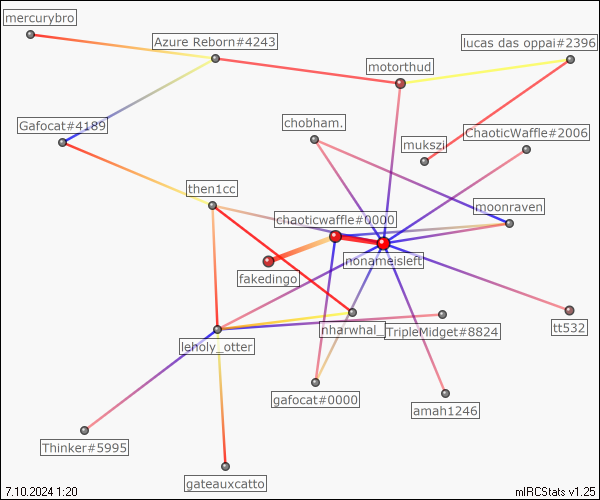 mercurybro
Azure Reborn#4243
lucas das oppai#2396
motorthud
Gafocat#4189
chobham.
mukszi
ChaoticWaffle#2006
then1cc
moonraven
chaoticwaffle#0000
nonameisleft
fakedingo
nharwhal_
TripleMidget#8824
tt532
leholy_otter
gafocat#0000
amah1246
Thinker#5995
gateauxcatto
7.10.2024 1:20
mIRCStats v1.25